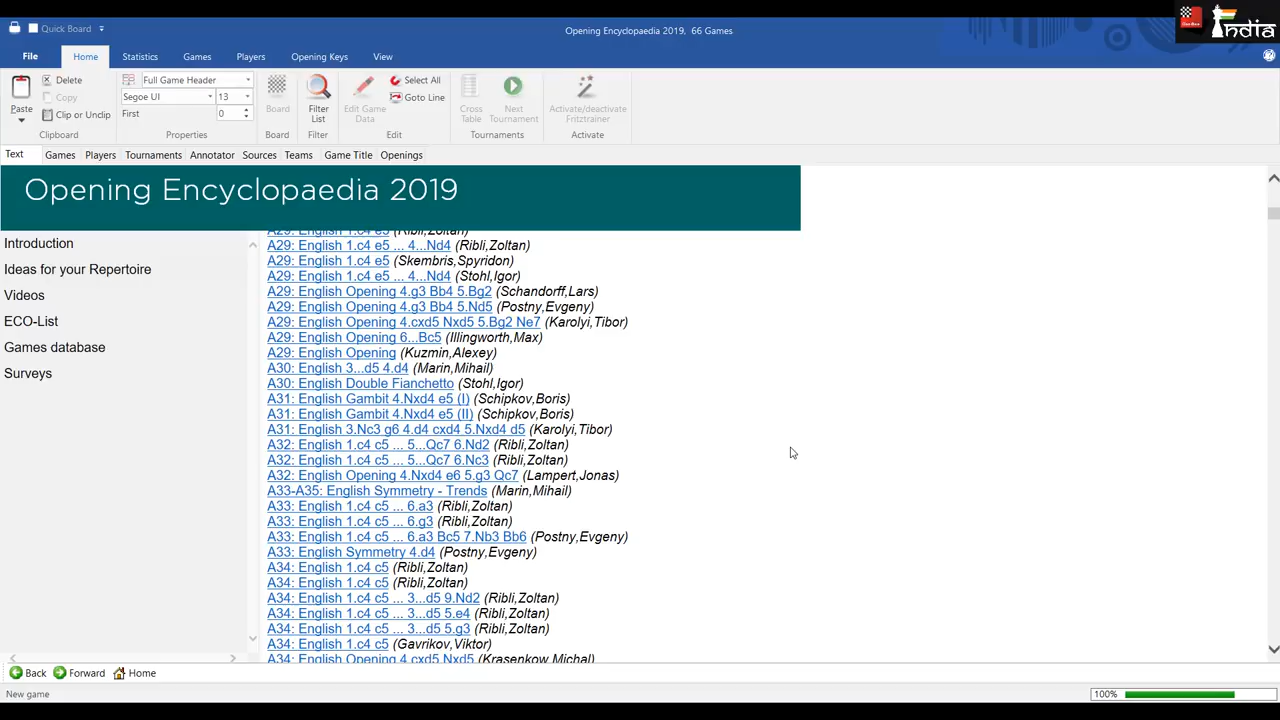 Quick Board
Opening Encyclopaedia 2019, 66 Games
India
File Home Statistics Games Players Opening Keys View
Paste
Delete
Copy
Clip or Unclip
Clipboard
Full Game Header
Segoe UI 13
First 0
Properties
Board
Board
Filter List
Filter
Edit Game Data
Select All
Goto Line
Edit
Cross Table
Next Tournament
Tournaments
Activate/deactivate Fritztrainer
Activate
Text Games Players Tournaments Annotator Sources Teams Game Title Openings
Opening Encyclopaedia 2019
Introduction
Ideas for your Repertoire
Videos
ECO-List
Games database
Surveys
A29: English 1.c4 e5 (Ribli,Zoltan)
A29: English 1.c4 e5 ... 4...Nd4 (Ribli,Zoltan)
A29: English 1.c4 e5 (Skembris,Spyridon)
A29: English 1.c4 e5 ... 4...Nd4 (Stohl,Igor)
A29: English Opening 4.g3 Bb4 5.Bg2 (Schandorff,Lars)
A29: English Opening 4.g3 Bb4 5.Nd5 (Postny,Evgeny)
A29: English Opening 4.cxd5 Nxd5 5.Bg2 Ne7 (Karolyi,Tibor)
A29: English Opening 6...Bc5 (Illingworth,Max)
A29: English Opening (Kuzmin,Alexey)
A30: English 3...d5 4.d4 (Marin,Mihail)
A30: English Double Fianchetto (Stohl,Igor)
A31: English Gambit 4.Nxd4 e5 (I) (Schipkov,Boris)
A31: English Gambit 4.Nxd4 e5 (II) (Schipkov,Boris)
A31: English 3.Nc3 g6 4.d4 cxd4 5.Nxd4 d5 (Karolyi,Tibor)
A32: English 1.c4 c5 ... 5...Qc7 6.Nd2 (Ribli,Zoltan)
A32: English 1.c4 c5 ... 5...Qc7 6.Nc3 (Ribli,Zoltan)
A32: English Opening 4.Nxd4 e6 5.g3 Qc7 (Lampert,Jonas)
A33-A35: English Symmetry - Trends (Marin,Mihail)
A33: English 1.c4 c5 ... 6.a3 (Ribli,Zoltan)
A33: English 1.c4 c5 ... 6.g3 (Ribli,Zoltan)
A33: English 1.c4 c5 ... 6.a3 Bc5 7.Nb3 Bb6 (Postny,Evgeny)
A33: English Symmetry 4.d4 (Postny,Evgeny)
A34: English 1.c4 c5 (Ribli,Zoltan)
A34: English 1.c4 c5 (Ribli,Zoltan)
A34: English 1.c4 c5 ... 3...d5 9.Nd2 (Ribli,Zoltan)
A34: English 1.c4 c5 ... 3...d5 5.e4 (Ribli,Zoltan)
A34: English 1.c4 c5 ... 3...d5 5.g3 (Ribli,Zoltan)
A34: English 1.c4 c5 (Gavrikov,Viktor)
A34: English Opening 4.cxd5 Nxd5 (Krasenkow,Michal)
Back Forward Home
New game
100%